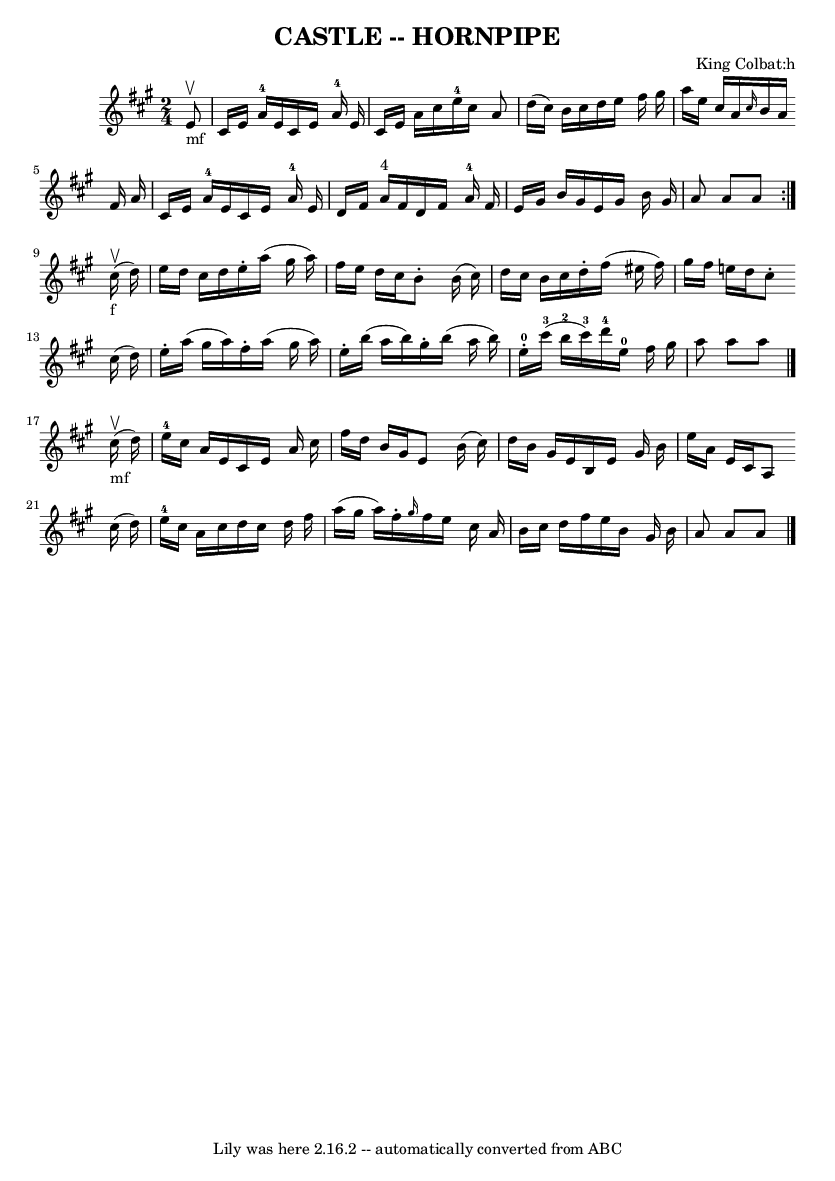 CASTLE -- HORNPIPE
King Colbat:h
2 4
mf
4 4 4
5
4 4 4 4
9
f
13
0 3 2 3 4 0
17
mf
4
21
4
Lily was here 2.16.2 -- automatically converted from ABC